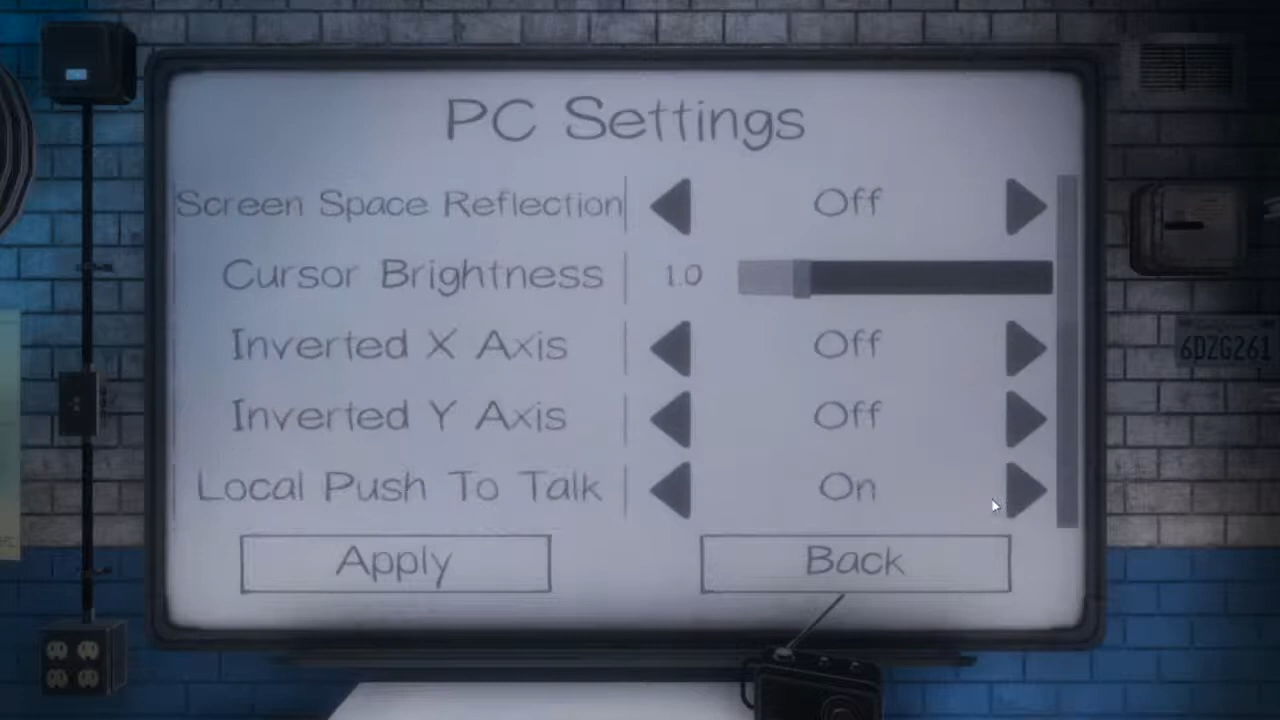 PC Settings
Screen Space Reflection Off
Cursor Brightness 1.0
Inverted X Axis Off
Inverted Y Axis Off
Local Push To Talk On
Apply Back
6DZG261